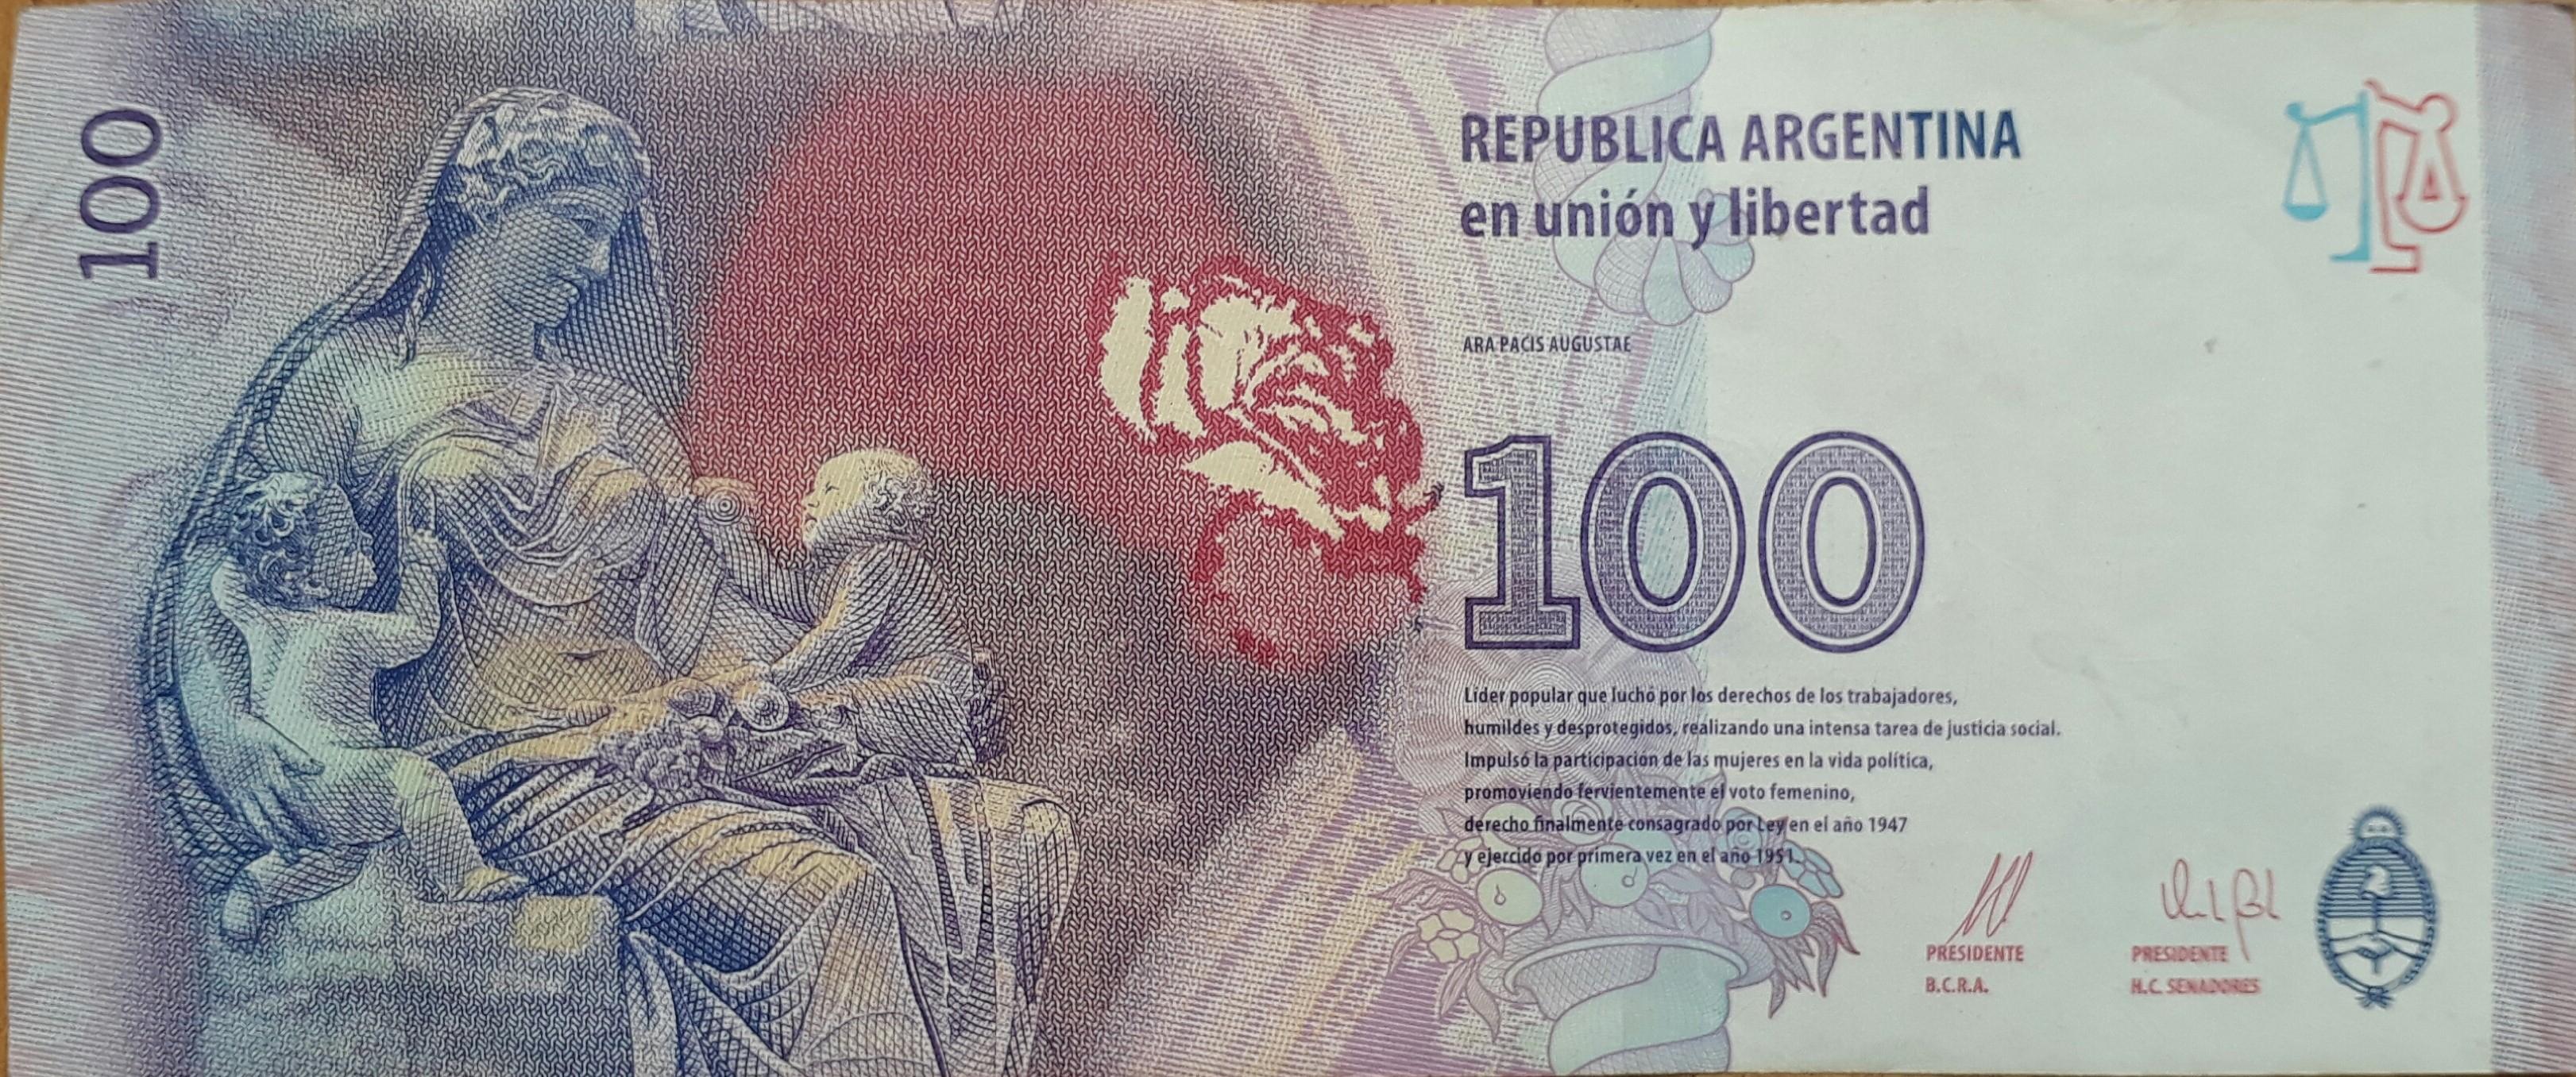 100
REPUBLICA ARGENTINA
en unión y libertad
ARA PACIS AUGUSTAE
100
Líder popular que luchó por los derechos de los trabajadores,
humildes y desprotegidos, realizando una intensa tarea de justicia social.
Impulsó la participación de las mujeres en la vida política,
promoviendo fervientemente el voto femenino,
derecho finalmente consagrado por Ley en el año 1947
y ejercido por primera vez en el año 1951.
PRESIDENTE
B.C.R.A.
PRESIDENTE
H.C. SENADORES